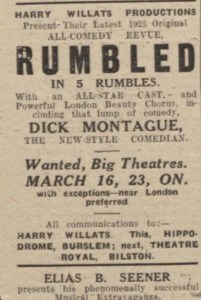 HARRY WILLATS PRODUCTIONS
Present-Their Latest 1925 Original
ALL-COMEDY REVUE,
RUMBLED
IN 5 RUMBLES.
With an ALL-STAR CAST.- and
Powerful London Beauty Chorus, in-
cluding that lump of comedy,
DICK MONTAGUE,
THE NEW-STYLE COMEDIAN.
Wanted, Big Theatres.
MARCH 16, 23, ON.
with exceptions—near London
preferred
All communications to:—
HARRY WILLATS. This, HIPPO-
DROME, BURSLEM; next, THEATRE
ROYAL, BILSTON.
ELIAS B. SEENER
presents his phenomenally successful
Musical Extravaganza.